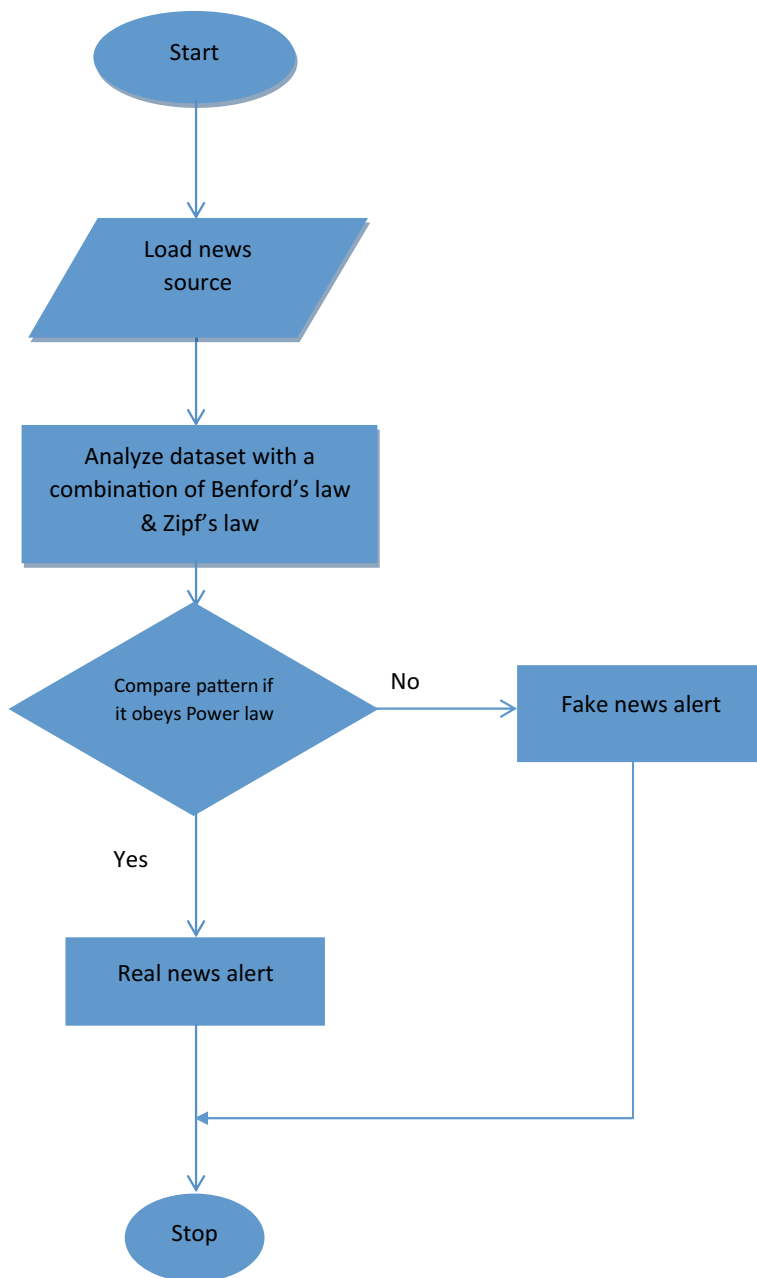 Start
Load news
source
Analyze dataset with a
combination of Benford’s law
& Zipf’s law
Compare pattern if
it obeys Power law
No
Fake news alert
Yes
Real news alert
Stop